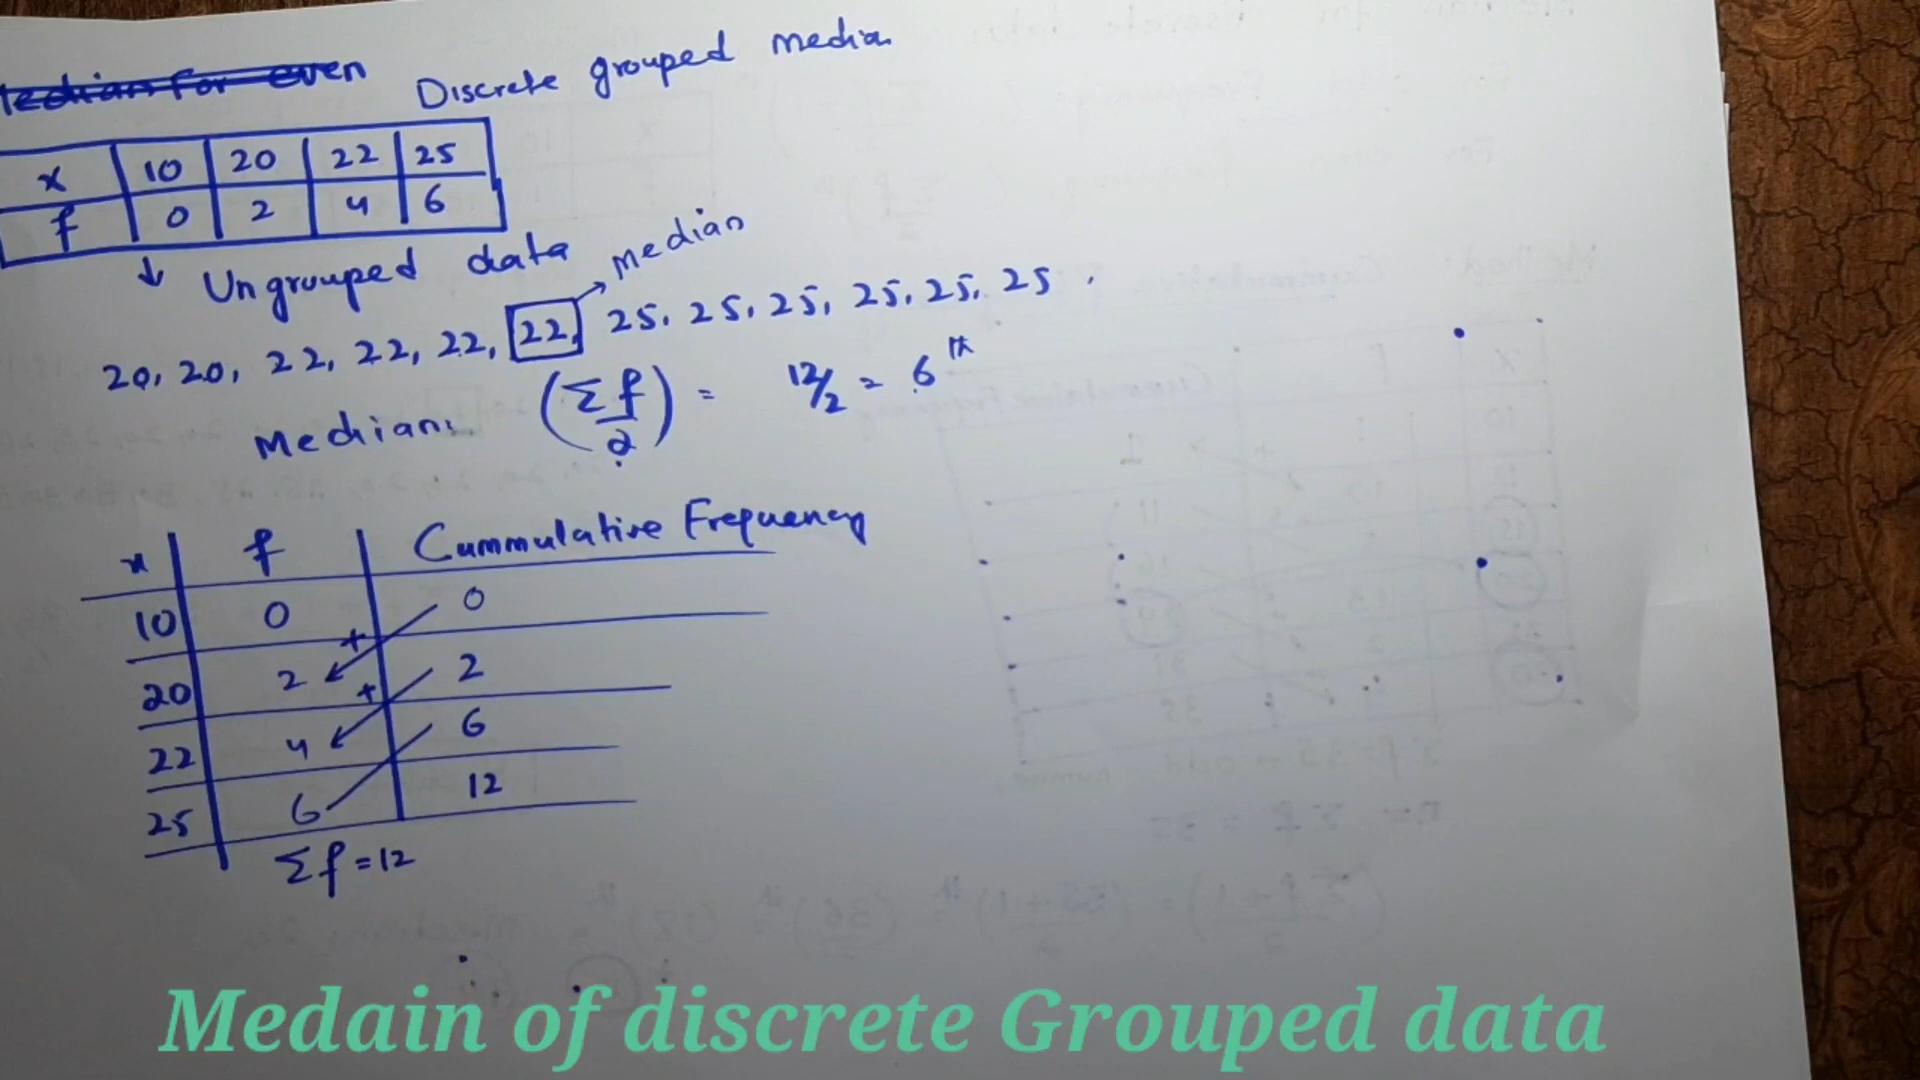 Median for even
Discrete grouped media
x 10 20 22 25
f 0 2 4 6
↓ Ungrouped data
median
20, 20, 22, 22, 22, 22, 25, 25, 25, 25, 25, 25.
Median: (Σf/2) = 12/2 = 6th
x f Cummulative Frequency
10 0 0
20 2 2
22 4 6
25 6 12
Σf = 12
Medain of discrete Grouped data